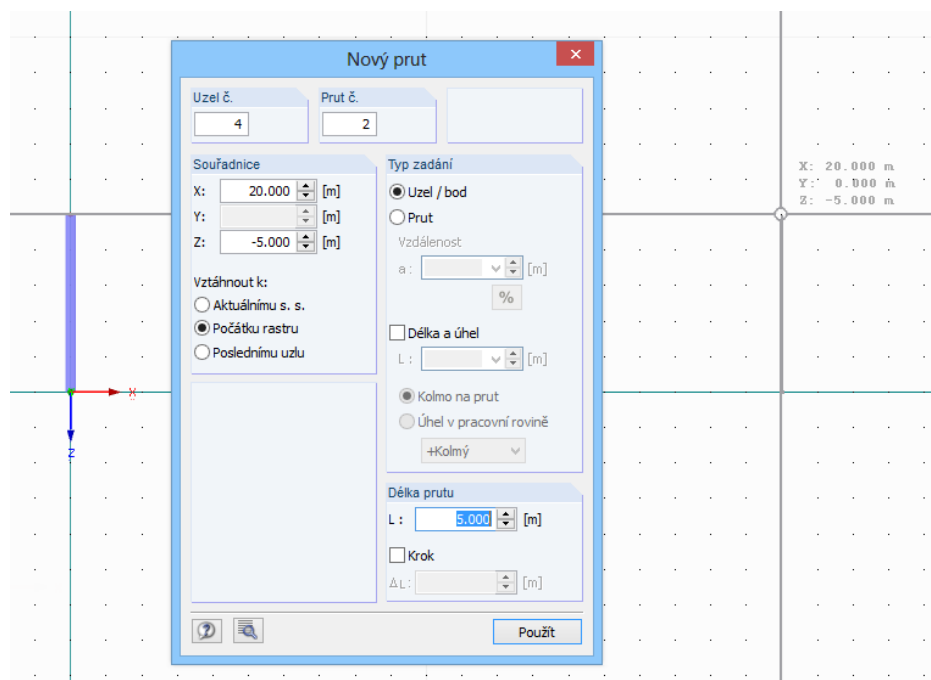 Nový prut
Uzel č. Prut č.
4 2
Souřadnice
X: 20.000 [m]
Y: [m]
Z: -5.000 [m]
Vztáhnout k:
Aktuálnímu s. s.
Počátku rastru
Poslednímu uzlu
Typ zadání
Uzel / bod
Prut
Vzdálenost
a: [m]
%
Délka a úhel
L: [m]
Kolmo na prut
Úhel v pracovní rovině
+Kolmý
Délka prutu
L: 5.000 [m]
Krok
ΔL: [m]
Použít
X: 20.000 m
Y: 0.000 m
Z: -5.000 m
X
Z